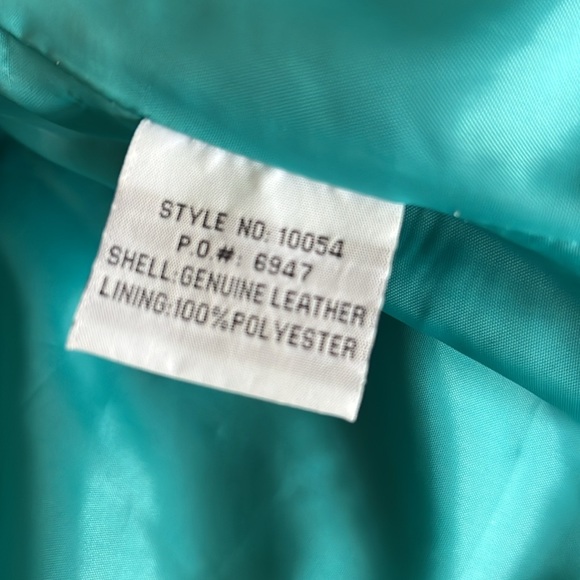 STYLE NO: 10054
P.O.#: 6947
SHELL:GENUINE LEATHER
LINING:100%POLYESTER